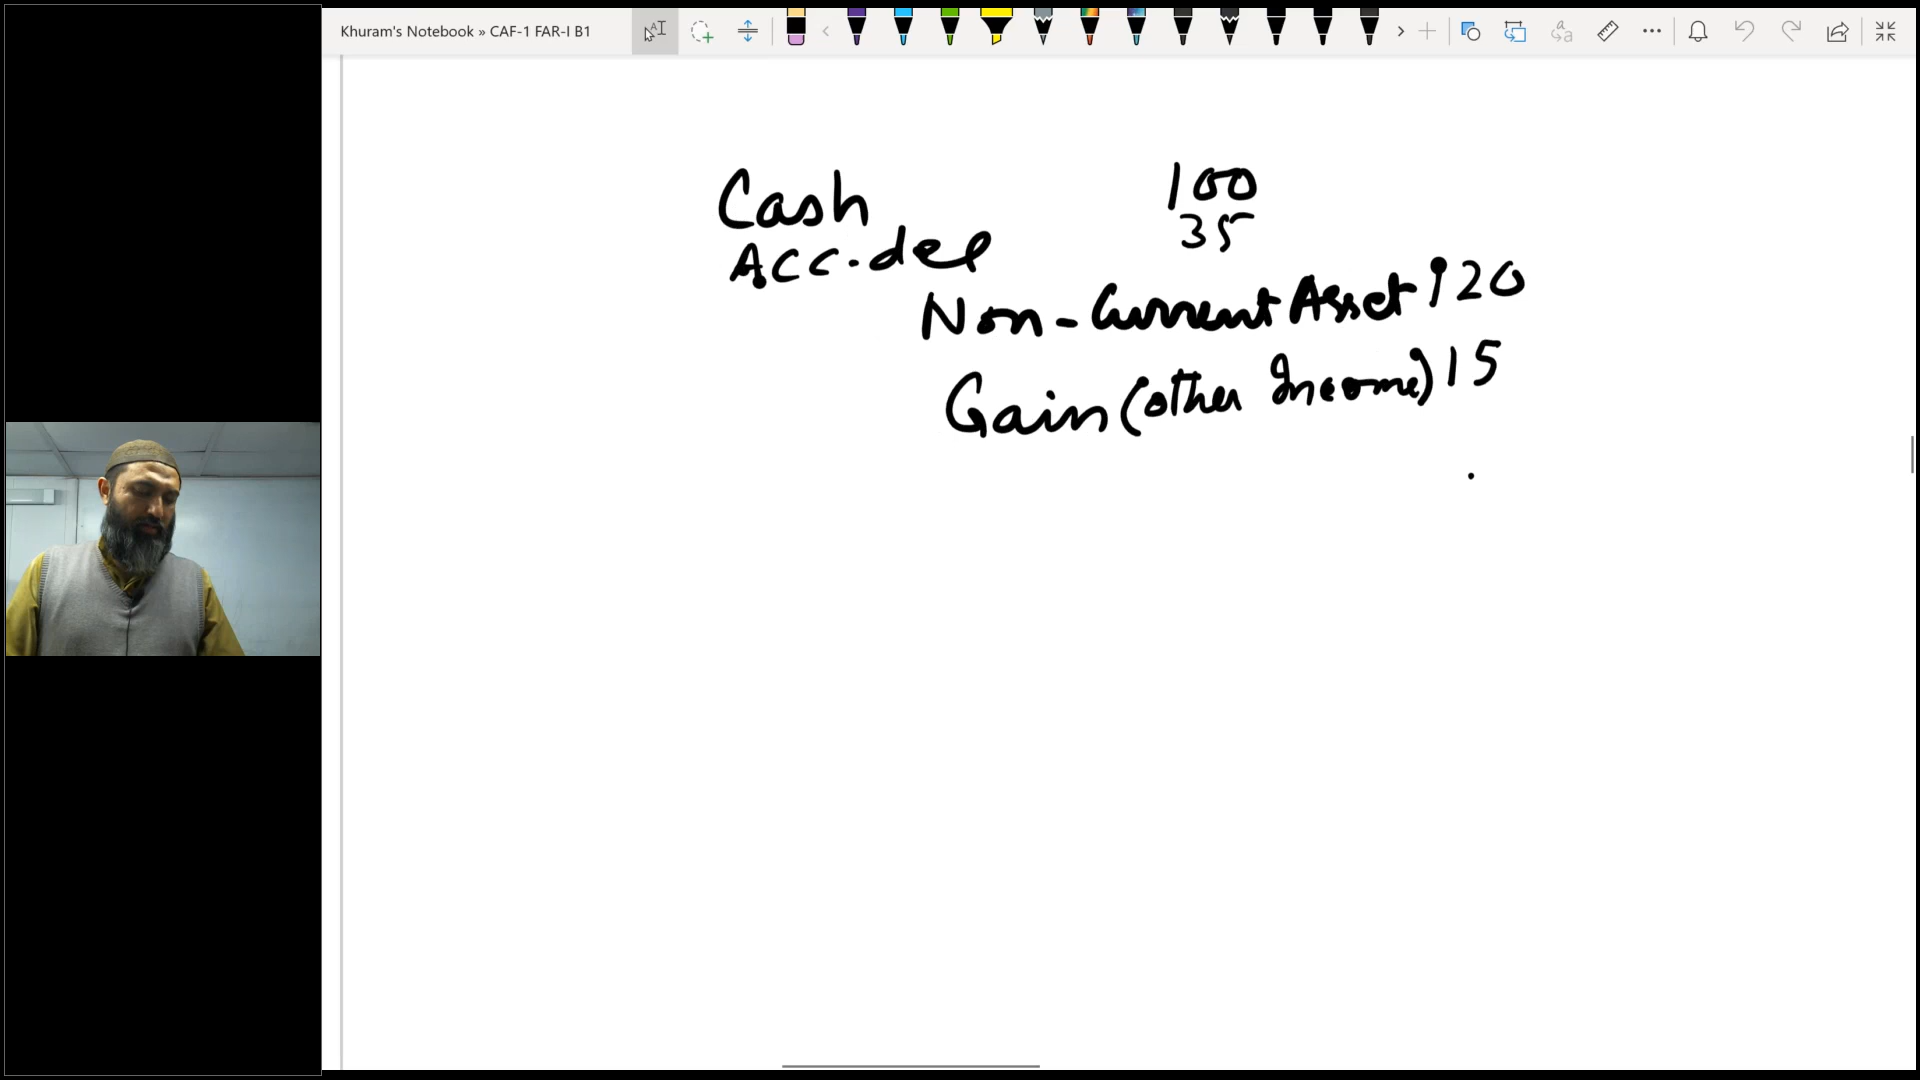 Khuram's Notebook » CAF-1 FAR-I B1
Cash 100
Acc. dep 35
Non-Current Asset 120
Gain (other Income) 15